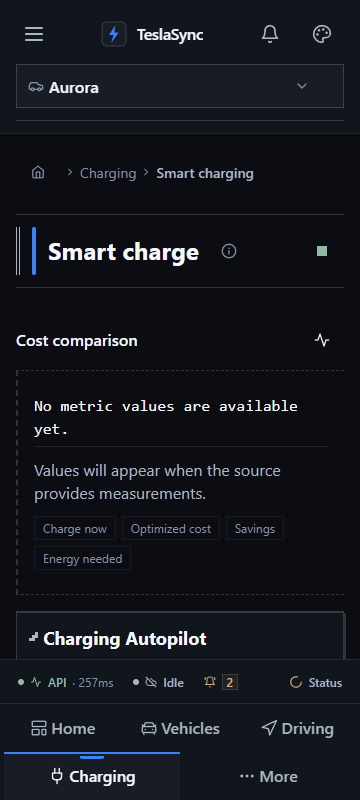 TeslaSync
Aurora
Charging Smart charging
Smart charge
Cost comparison
No metric values are available
yet.
Values will appear when the source
provides measurements.
Charge now Optimized cost Savings
Energy needed
Charging Autopilot
API · 257ms Idle 2 Status
Home Vehicles Driving
Charging More